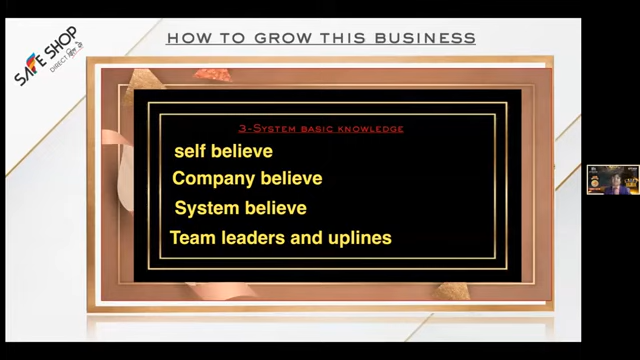 SAFE SHOP
DIRECT
HOW TO GROW THIS BUSINESS
3-System basic knowledge
self believe
Company believe
System believe
Team leaders and uplines